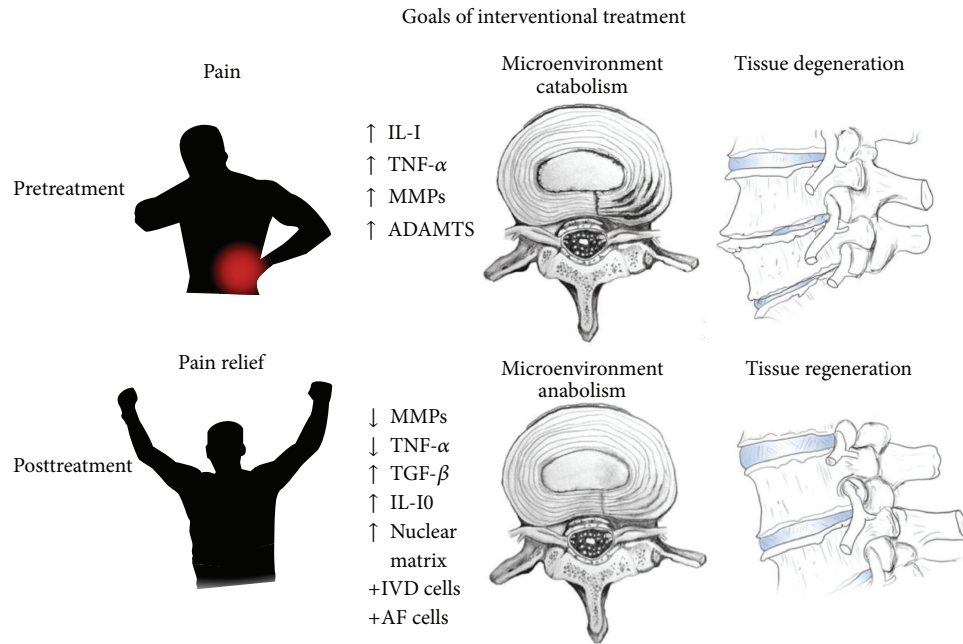 Goals of interventional treatment
Pain
Microenvironment
catabolism
Tissue degeneration
Pretreatment
↑ IL-I
↑ TNF-α
↑ MMPs
↑ ADAMTS
Pain relief
Microenvironment
anabolism
Tissue regeneration
Posttreatment
↓ MMPs
↓ TNF-α
↑ TGF-β
↑ IL-I0
↑ Nuclear
matrix
+IVD cells
+AF cells